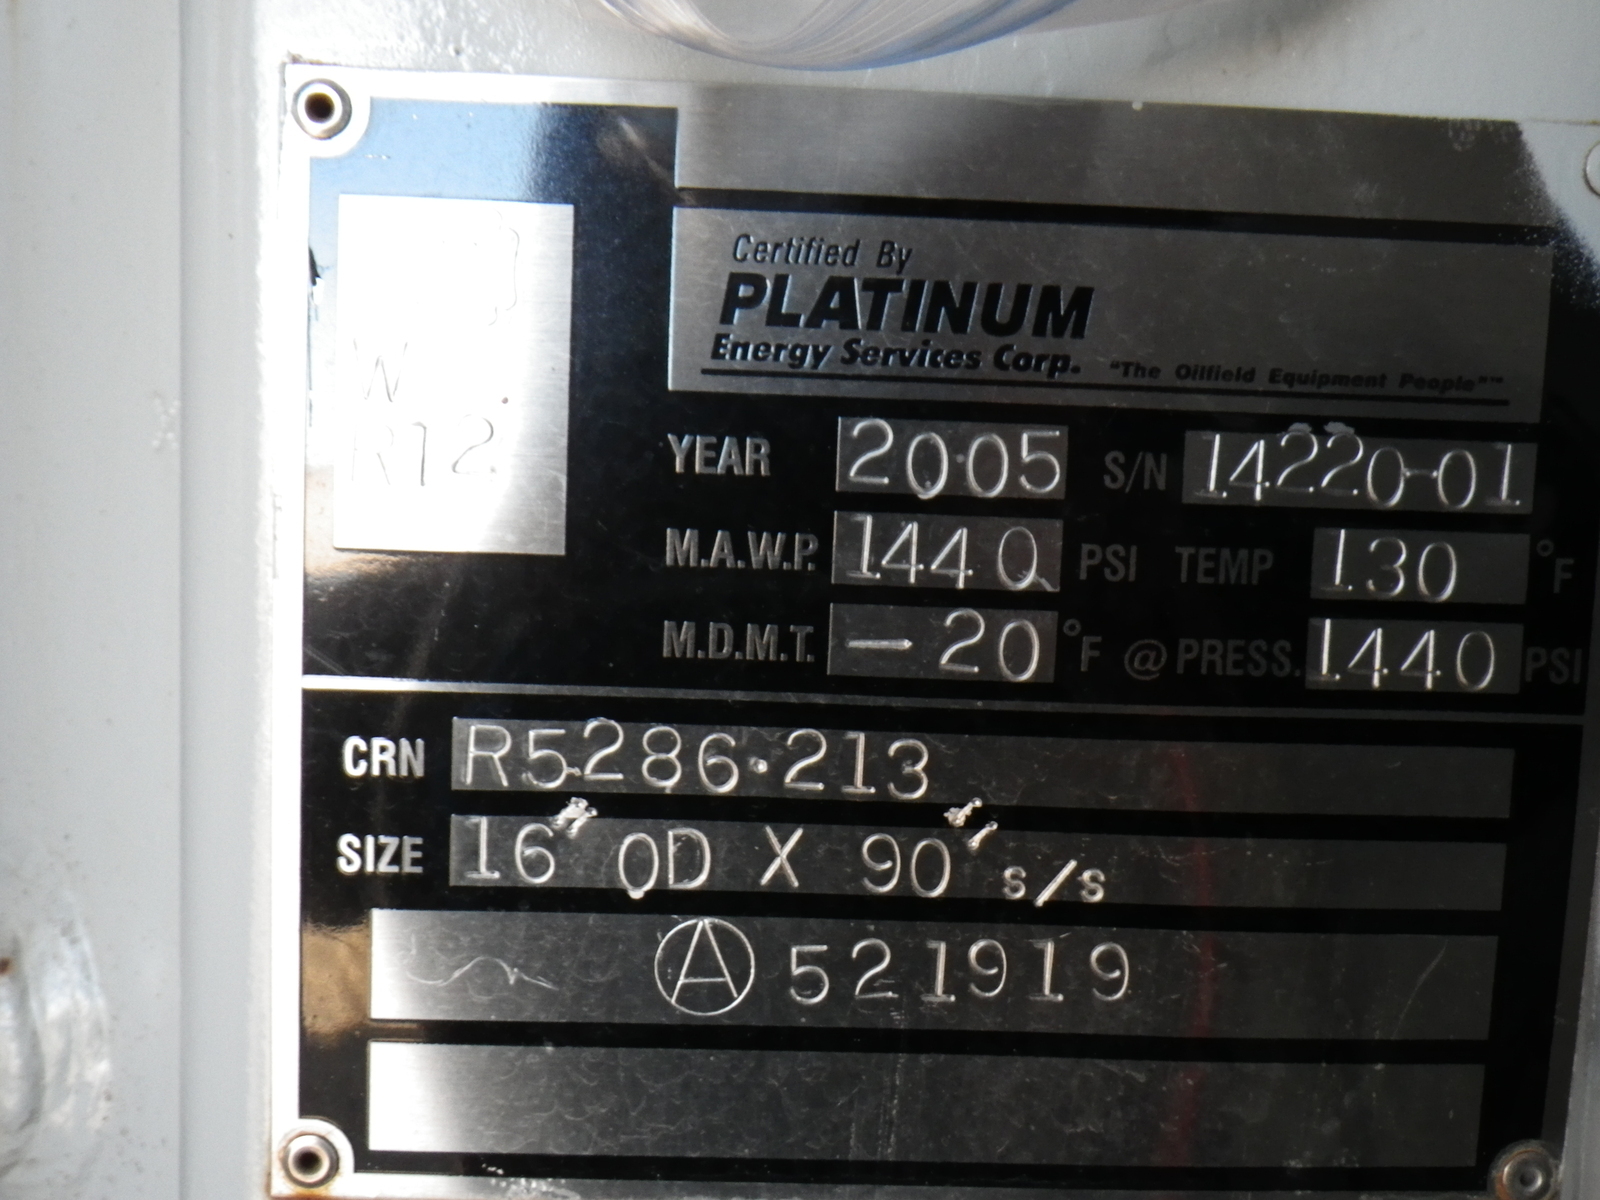 Certified By
PLATINUM
Energy Services Corp. "The Oilfield Equipment People"™
W
R12
YEAR 2005 S/N 14220-01
M.A.W.P. 1440 PSI TEMP 130 °F
M.D.M.T. -20 °F @ PRESS. 1440 PSI
CRN R5286.213
SIZE 16" OD X 90" s/s
Ⓐ 521919